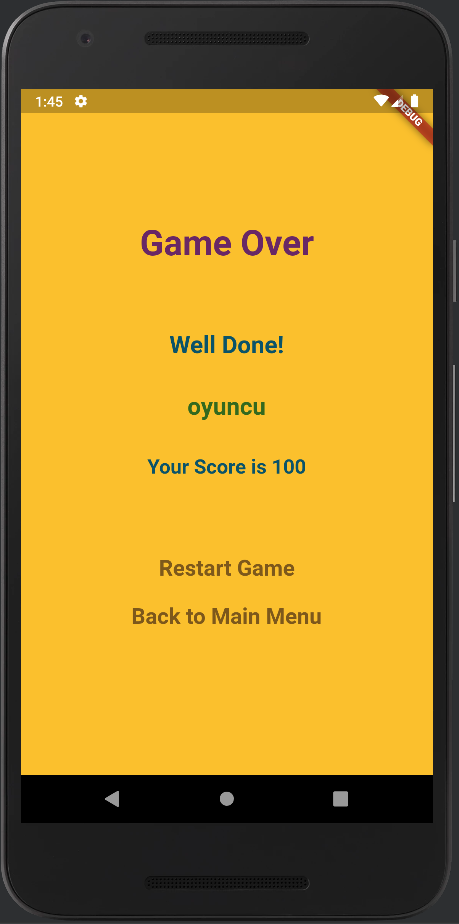 1:45
DEBUG
Game Over
Well Done!
oyuncu
Your Score is 100
Restart Game
Back to Main Menu